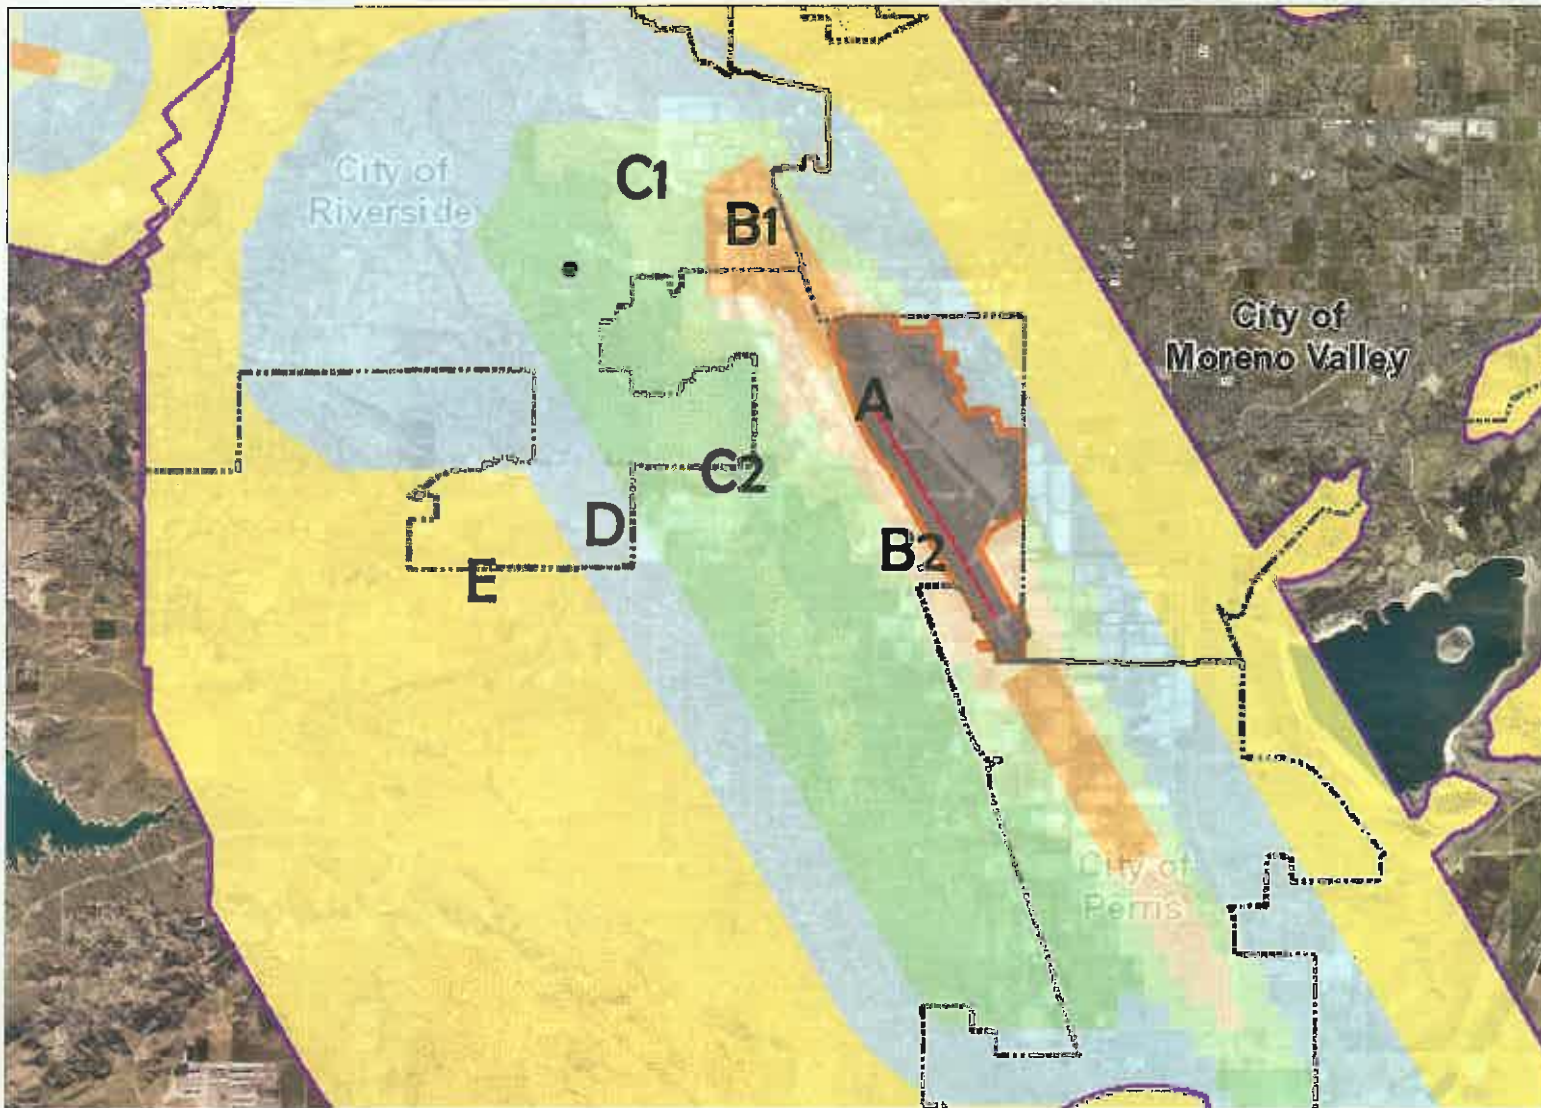 City of
Riverside
C1
B1
City of
Moreno Valley
A
C2
D
B2
E
City of
Perris